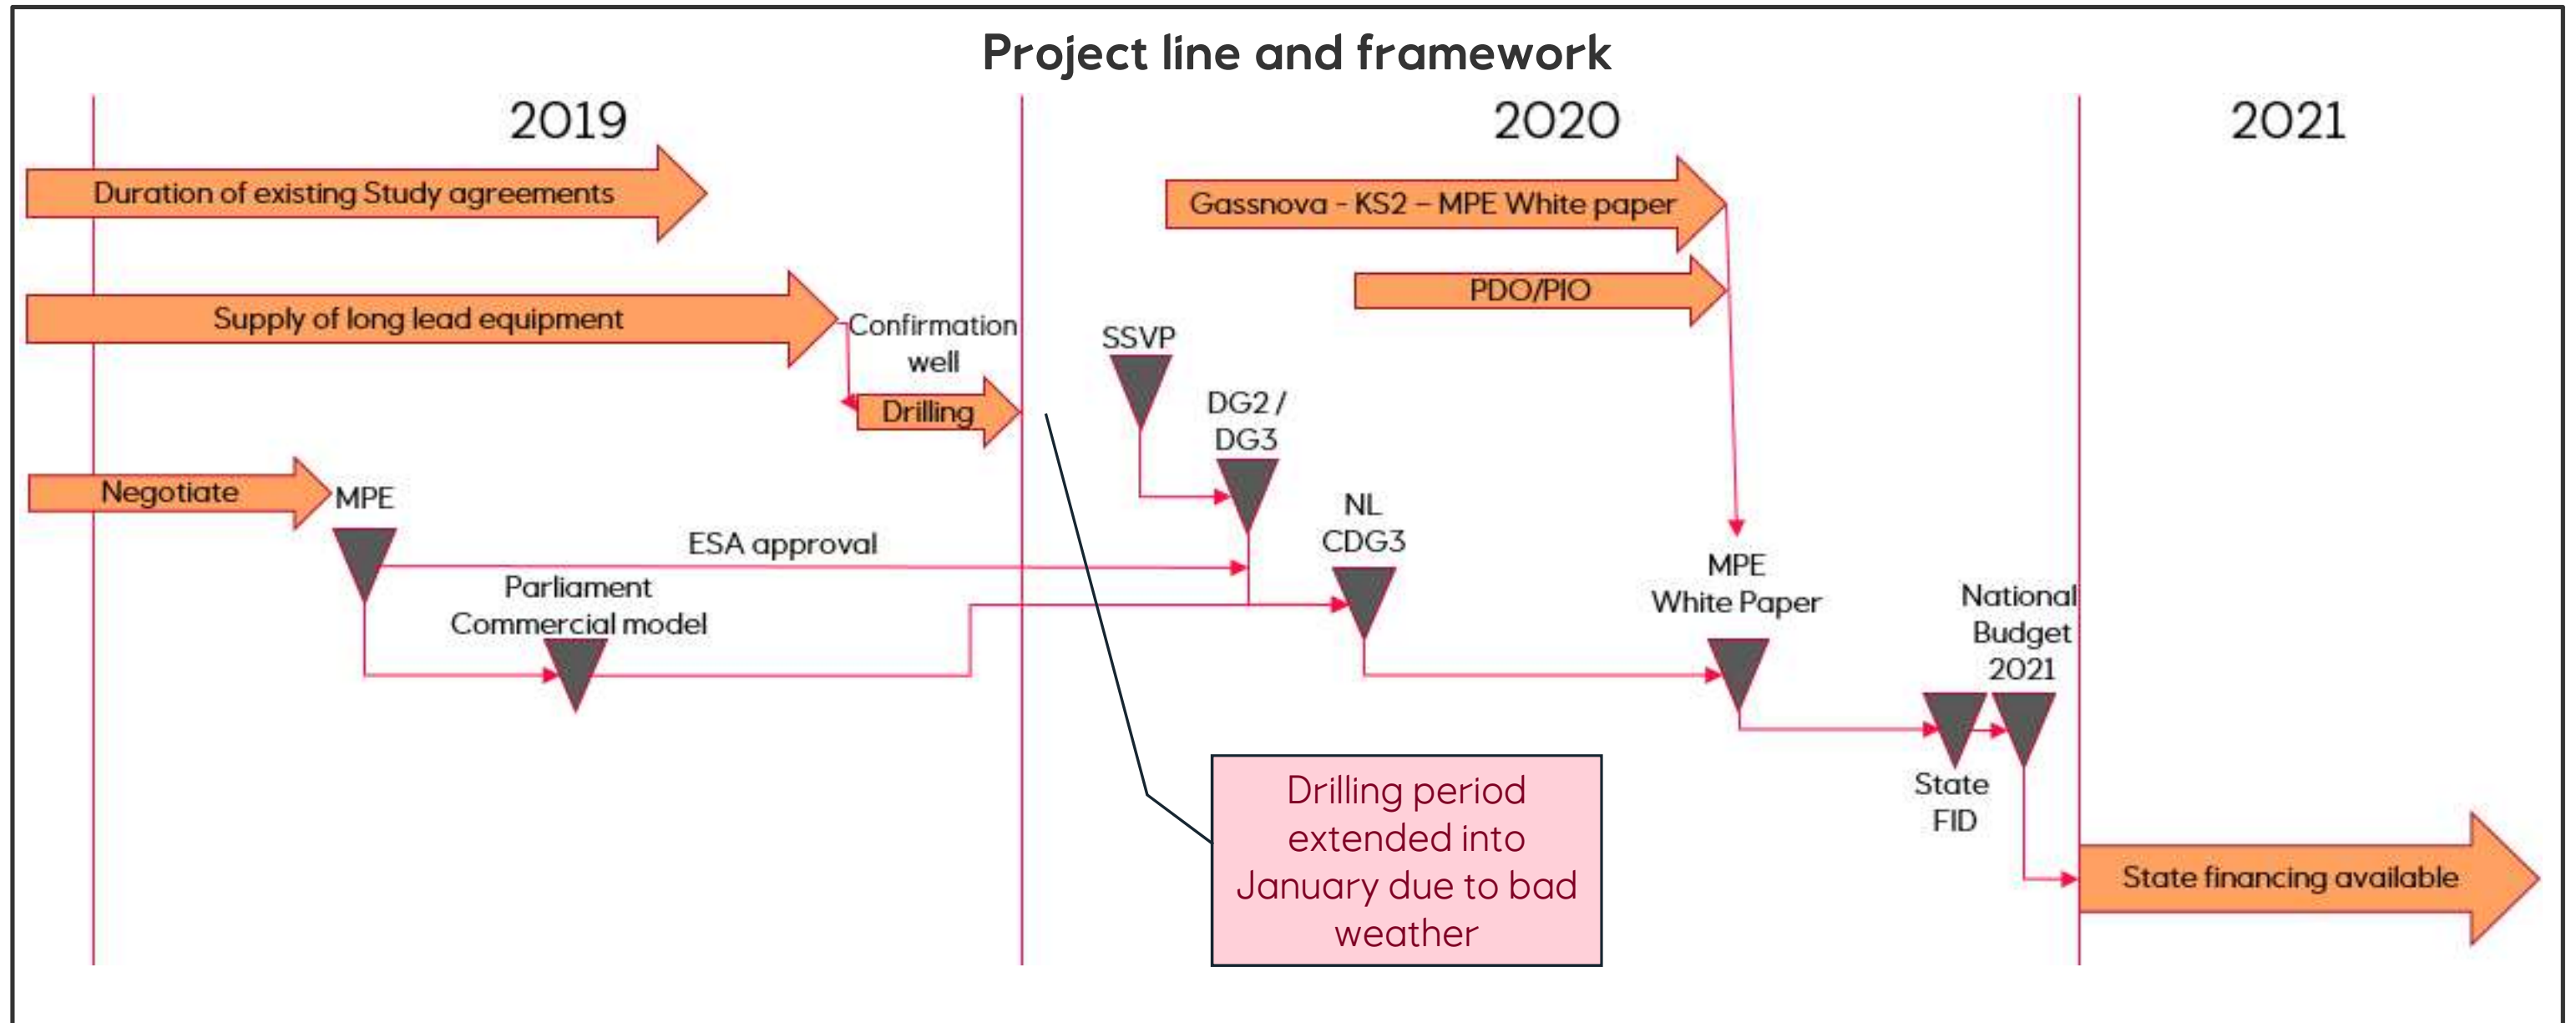 Project line and framework
2019
2020
2021
Duration of existing Study agreements
Gassnova - KS2 – MPE White paper
PDO/PIO
Supply of long lead equipment
Confirmation
well
Drilling
SSVP
DG2 /
DG3
Negotiate
MPE
NL
CDG3
ESA approval
Parliament
Commercial model
MPE
White Paper
National
Budget
2021
State
FID
Drilling period
extended into
January due to bad
weather
State financing available